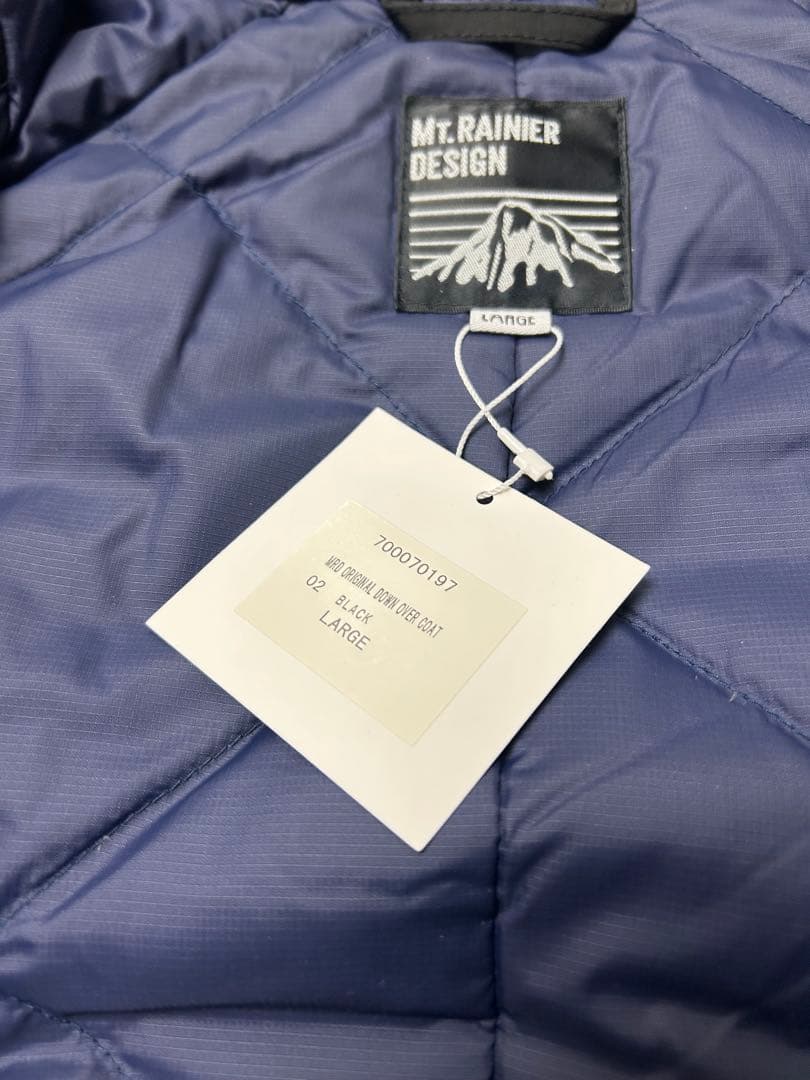 MT. RAINIER
DESIGN
LARGE
700070197
MRD ORIGINAL DOWN OVER COAT
02 BLACK
LARGE